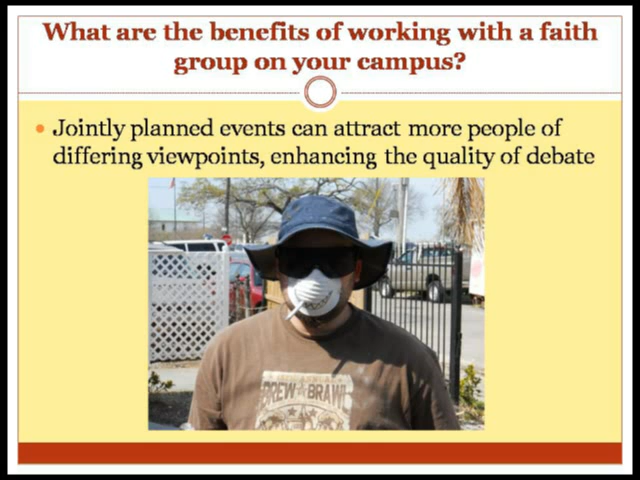 What are the benefits of working with a faith
group on your campus?
Jointly planned events can attract more people of
differing viewpoints, enhancing the quality of debate
BREW★BRAWL